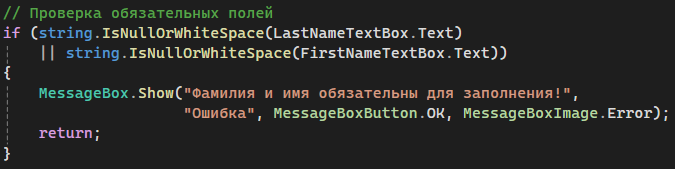 // Проверка обязательных полей
if (string.IsNullOrWhiteSpace(LastNameTextBox.Text)
    || string.IsNullOrWhiteSpace(FirstNameTextBox.Text))
{
    MessageBox.Show("Фамилия и имя обязательны для заполнения!",
                    "Ошибка", MessageBoxButton.OK, MessageBoxImage.Error);
    return;
}